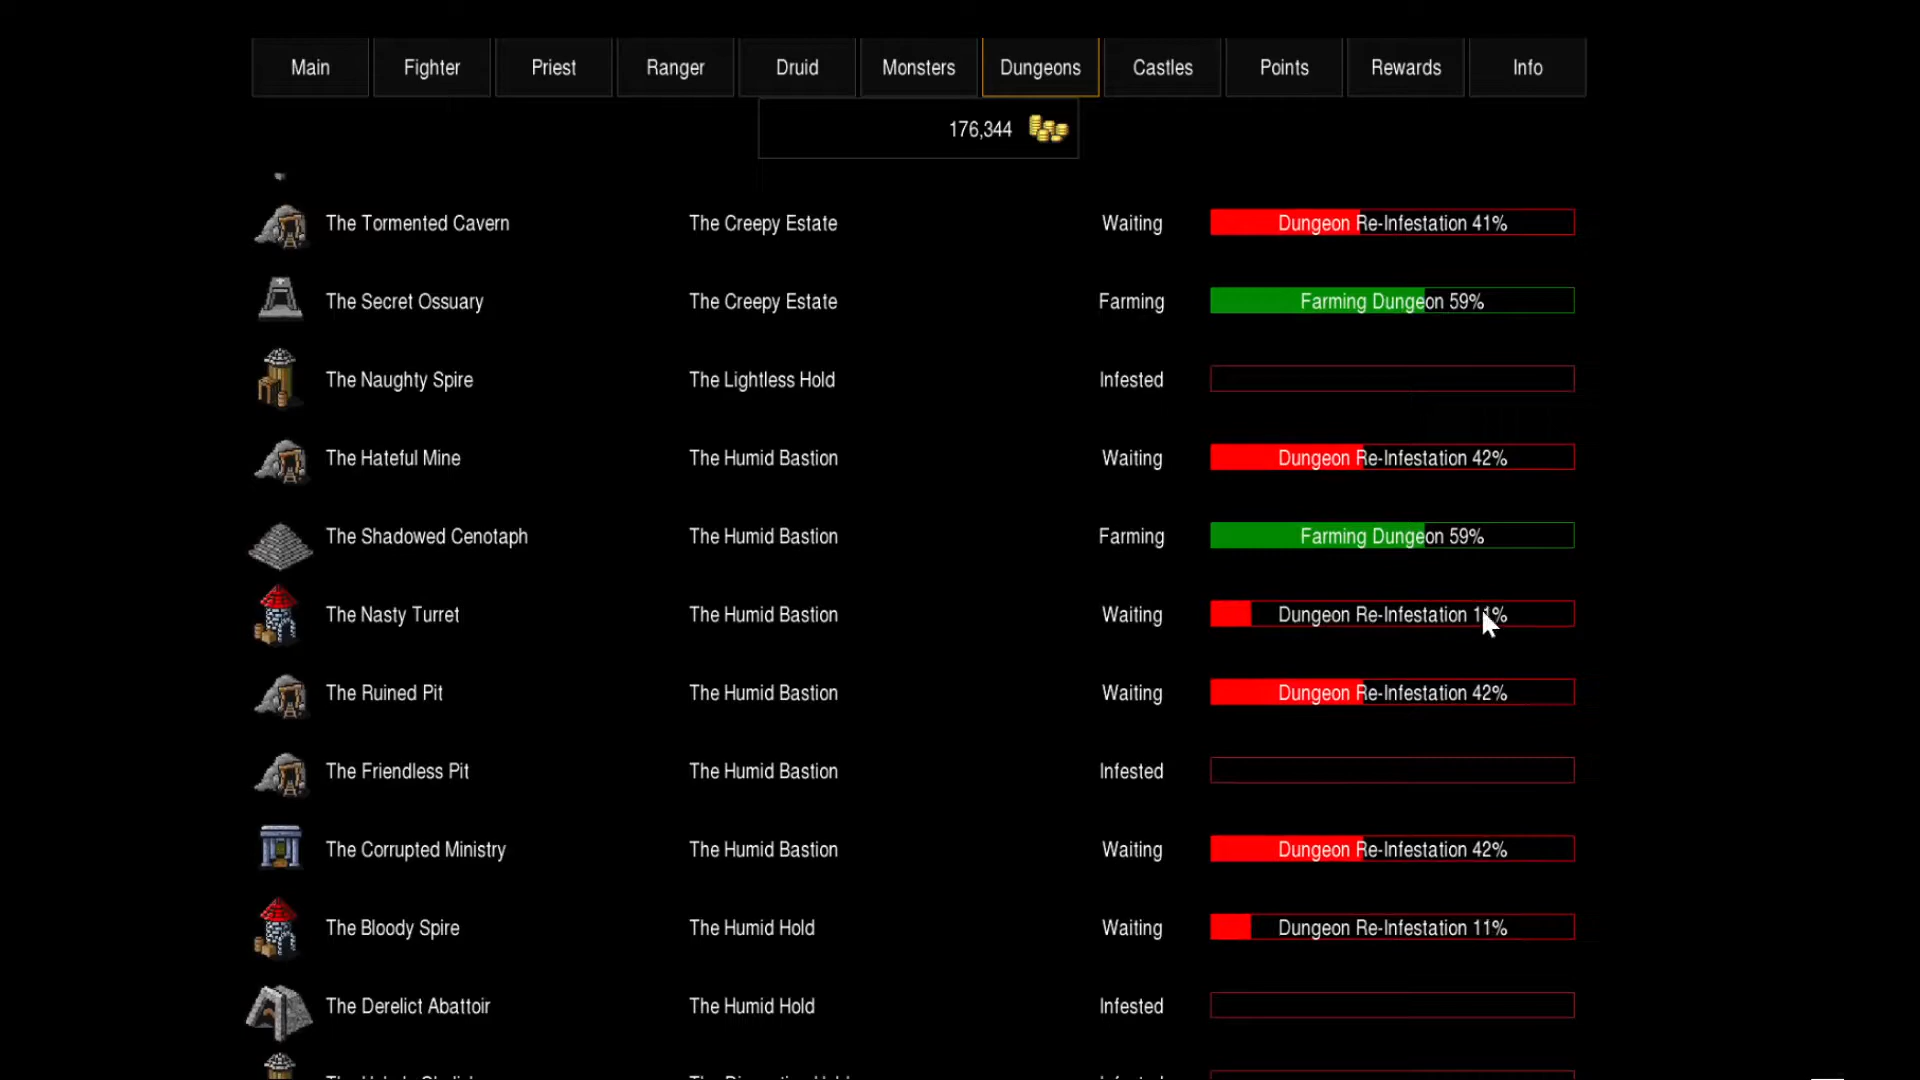 Main Fighter Priest Ranger Druid Monsters Dungeons Castles Points Rewards Info
176,344
The Tormented Cavern The Creepy Estate Waiting Dungeon Re-Infestation 41%
The Secret Ossuary The Creepy Estate Farming Farming Dungeon 59%
The Naughty Spire The Lightless Hold Infested
The Hateful Mine The Humid Bastion Waiting Dungeon Re-Infestation 42%
The Shadowed Cenotaph The Humid Bastion Farming Farming Dungeon 59%
The Nasty Turret The Humid Bastion Waiting Dungeon Re-Infestation 11%
The Ruined Pit The Humid Bastion Waiting Dungeon Re-Infestation 42%
The Friendless Pit The Humid Bastion Infested
The Corrupted Ministry The Humid Bastion Waiting Dungeon Re-Infestation 42%
The Bloody Spire The Humid Hold Waiting Dungeon Re-Infestation 11%
The Derelict Abattoir The Humid Hold Infested